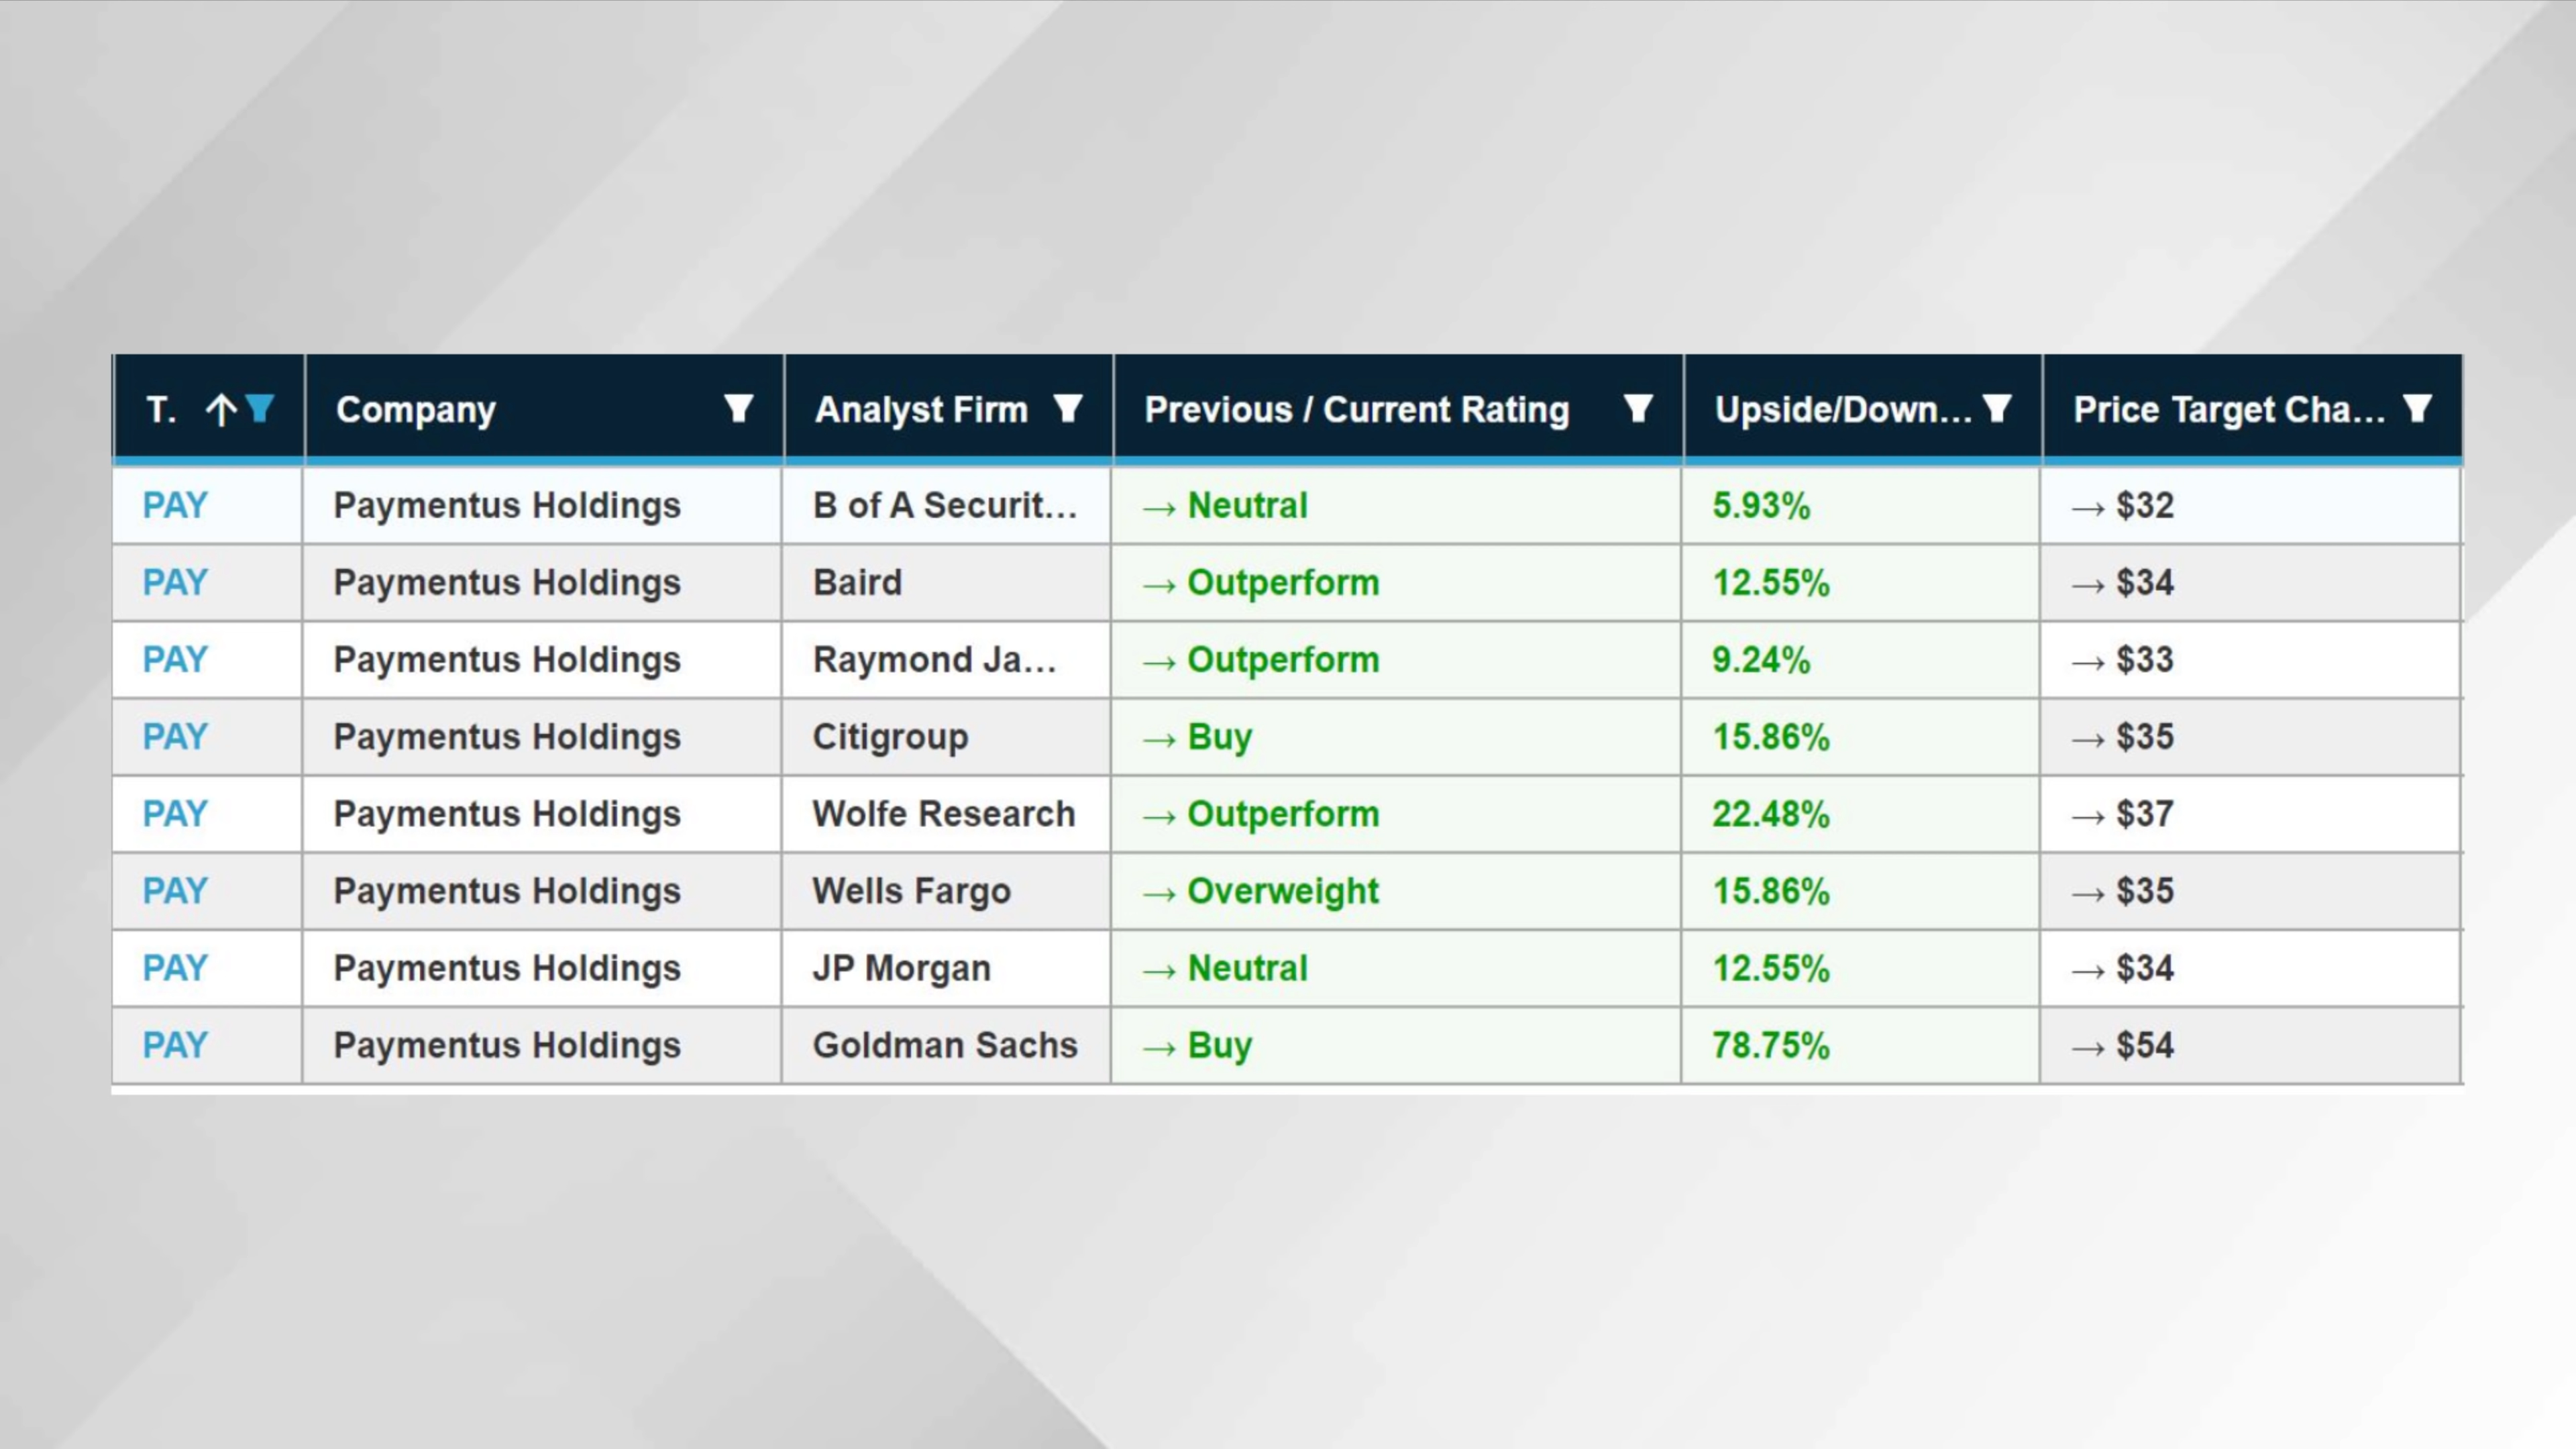 T. ↑ Company Analyst Firm Previous / Current Rating Upside/Down... Price Target Cha...
PAY Paymentus Holdings B of A Securit... → Neutral 5.93% → $32
PAY Paymentus Holdings Baird → Outperform 12.55% → $34
PAY Paymentus Holdings Raymond Ja... → Outperform 9.24% → $33
PAY Paymentus Holdings Citigroup → Buy 15.86% → $35
PAY Paymentus Holdings Wolfe Research → Outperform 22.48% → $37
PAY Paymentus Holdings Wells Fargo → Overweight 15.86% → $35
PAY Paymentus Holdings JP Morgan → Neutral 12.55% → $34
PAY Paymentus Holdings Goldman Sachs → Buy 78.75% → $54